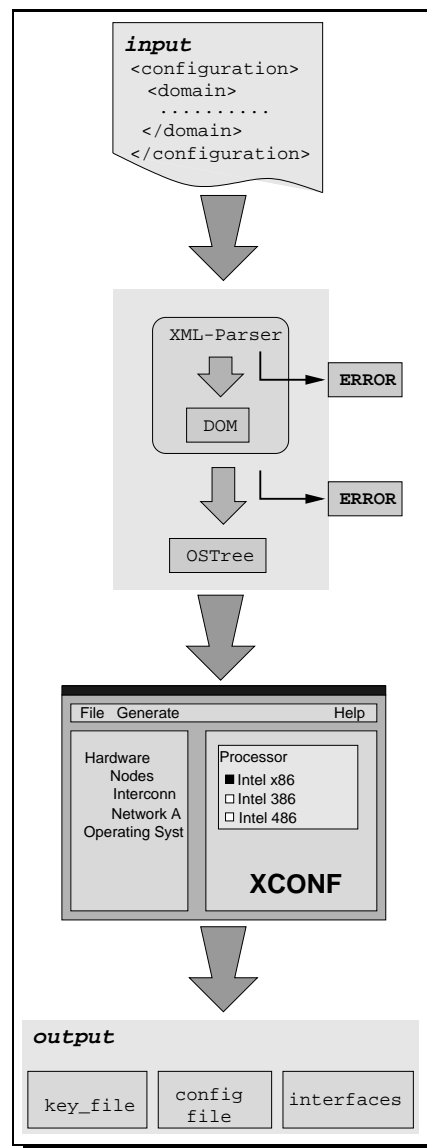 input
<configuration>
<domain>
..........
</domain>
</configuration>
XML-Parser
ERROR
DOM
ERROR
OSTree
File Generate Help
Hardware
Nodes
Interconn
Network A
Operating Syst
Processor
Intel x86
Intel 386
Intel 486
XCONF
output
key_file
config
file
interfaces